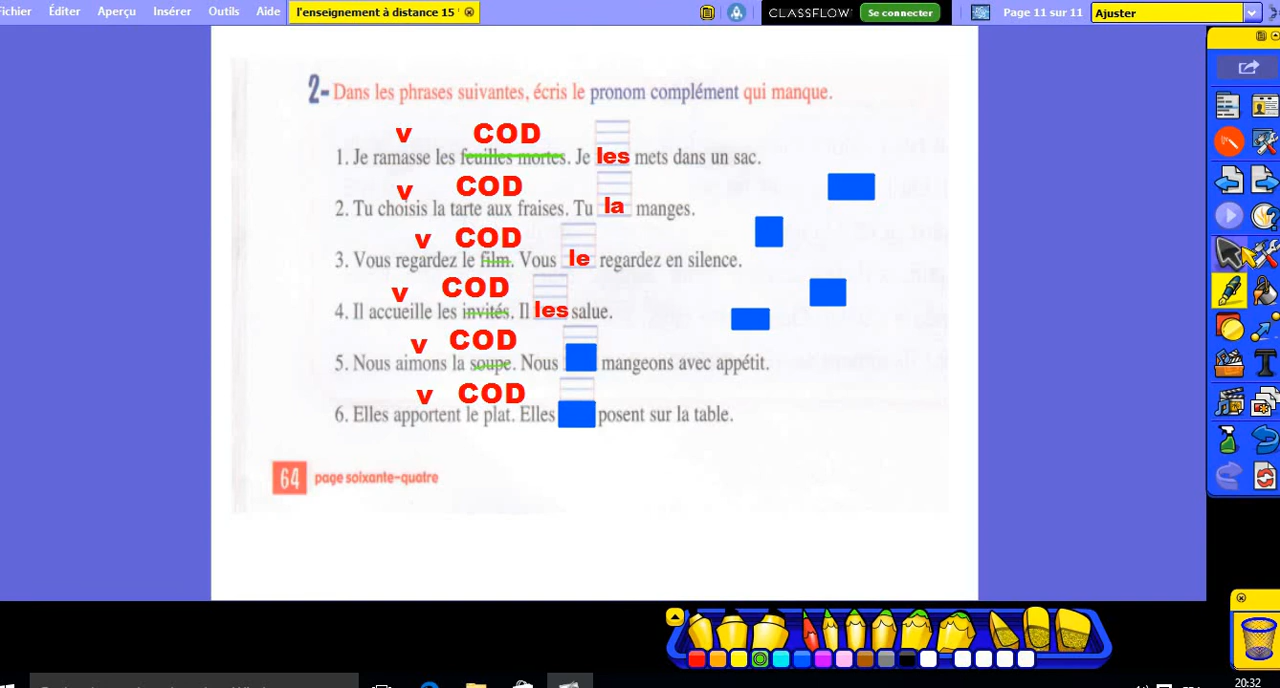 Fichier Éditer Aperçu Insérer Outils Aide l'enseignement à distance 15 CLASSFLOW Se connecter Page 11 sur 11 Ajuster
2- Dans les phrases suivantes, écris le pronom complément qui manque.
v COD
1. Je ramasse les feuilles mortes. Je les mets dans un sac.
v COD
2. Tu choisis la tarte aux fraises. Tu la manges.
v COD
3. Vous regardez le film. Vous le regardez en silence.
v COD
4. Il accueille les invités. Il les salue.
v COD
5. Nous aimons la soupe. Nous mangeons avec appétit.
v COD
6. Elles apportent le plat. Elles posent sur la table.
64 page soixante-quatre
20:32